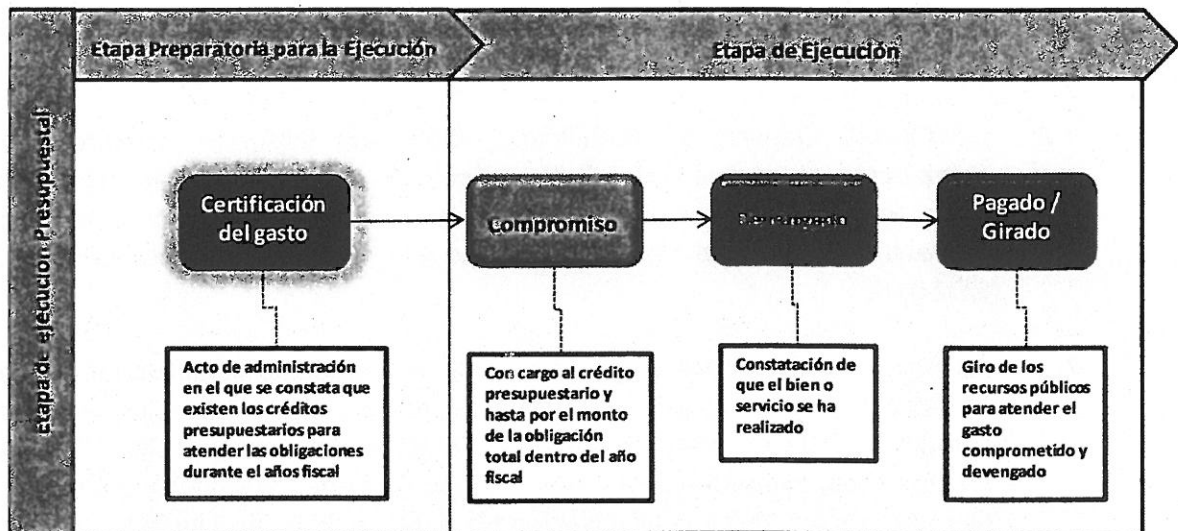 Etapa Preparatoria para la Ejecución
Etapa de Ejecución
Etapa de ejecución Presupuestal
Certificación
del gasto
Compromiso
Pagado /
Girado
Acto de administración
en el que se constata que
existen los créditos
presupuestarios para
atender las obligaciones
durante el años fiscal
Con cargo al crédito
presupuestario y
hasta por el monto
de la obligación
total dentro del año
fiscal
Constatación de
que el bien o
servicio se ha
realizado
Giro de los
recursos públicos
para atender el
gasto
comprometido y
devengado